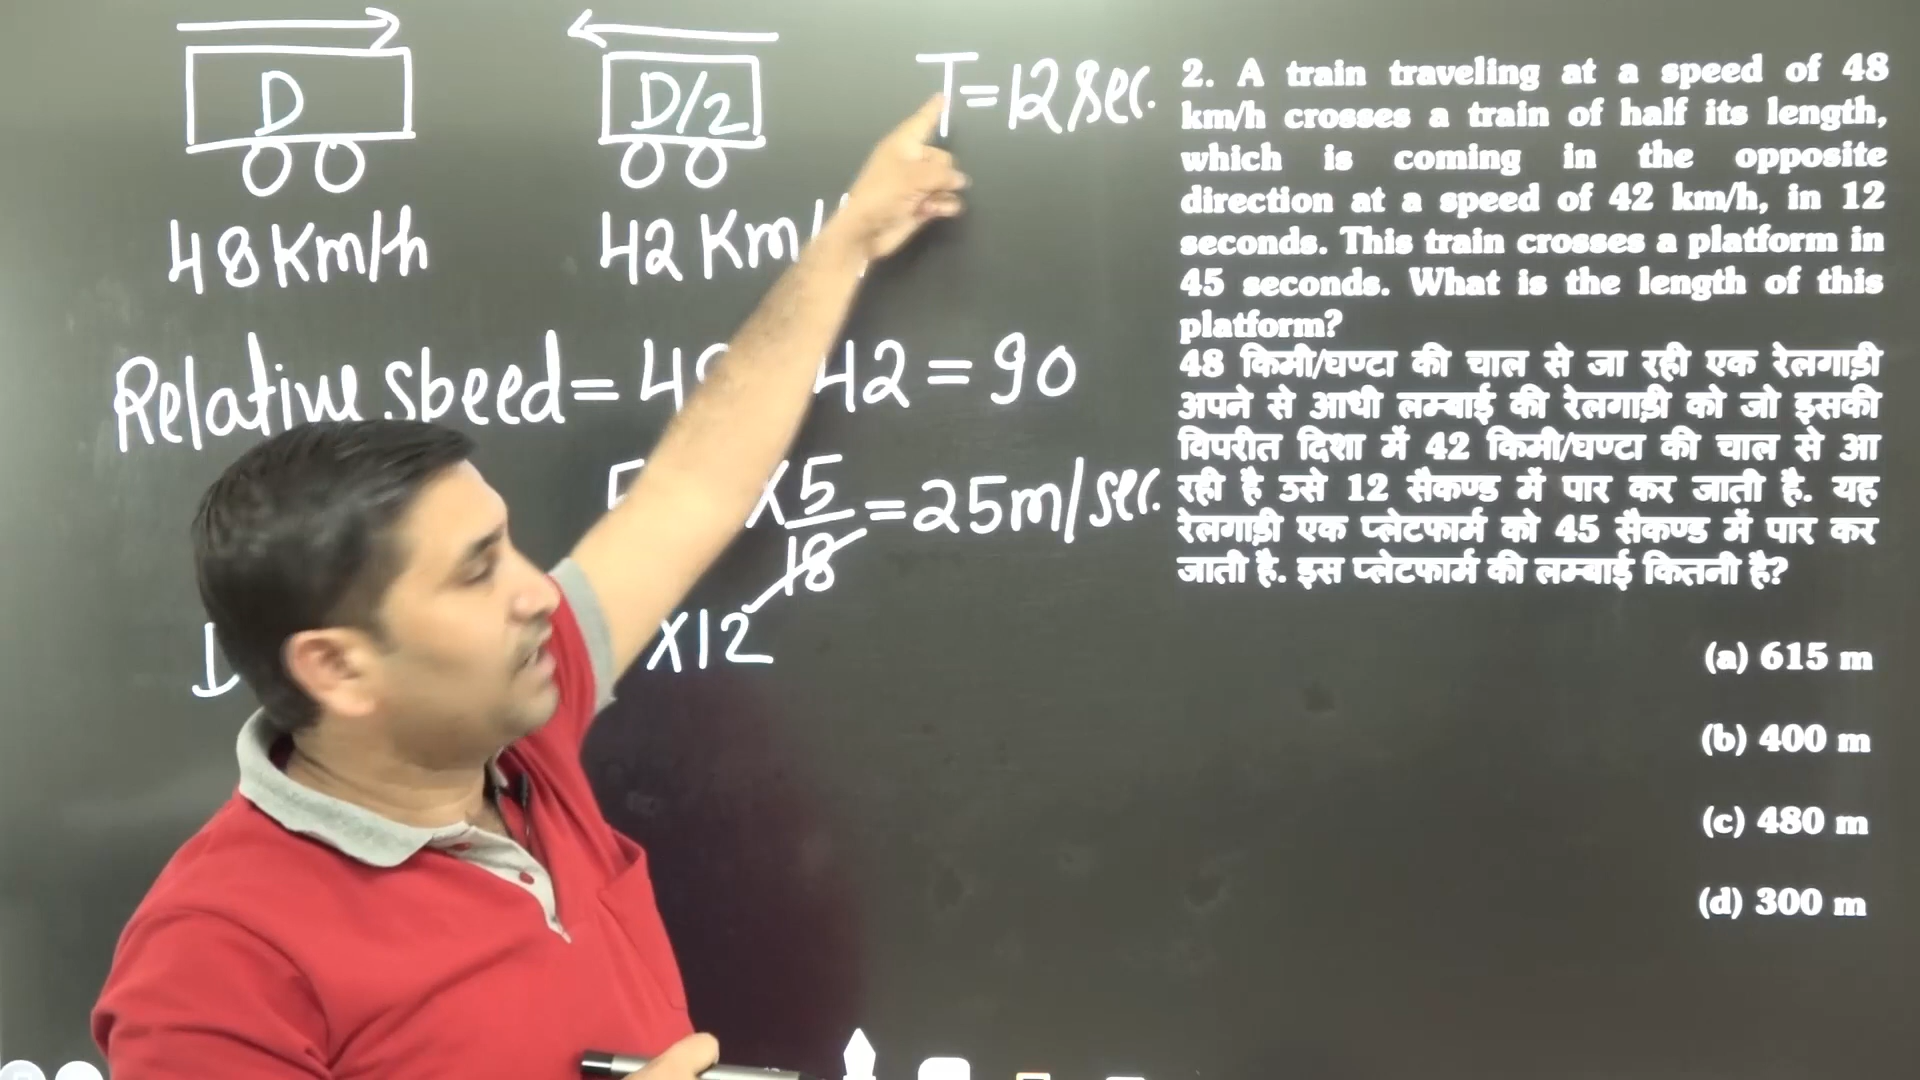 D
D/2
T=12 sec.
48 Km/h
42 Km/
Relative sbeed = 48 42 = 90
5 x 5/18 = 25 m/sec.
x12
2. A train traveling at a speed of 48
km/h crosses a train of half its length,
which is coming in the opposite
direction at a speed of 42 km/h, in 12
seconds. This train crosses a platform in
45 seconds. What is the length of this
platform?
48 किमी/घण्टा की चाल से जा रही एक रेलगाड़ी
अपने से आधी लम्बाई की रेलगाड़ी को जो इसकी
विपरीत दिशा में 42 किमी/घण्टा की चाल से आ
रही है उसे 12 सैकण्ड में पार कर जाती है. यह
रेलगाड़ी एक प्लेटफार्म को 45 सैकण्ड में पार कर
जाती है. इस प्लेटफार्म की लम्बाई कितनी है?
(a) 615 m
(b) 400 m
(c) 480 m
(d) 300 m